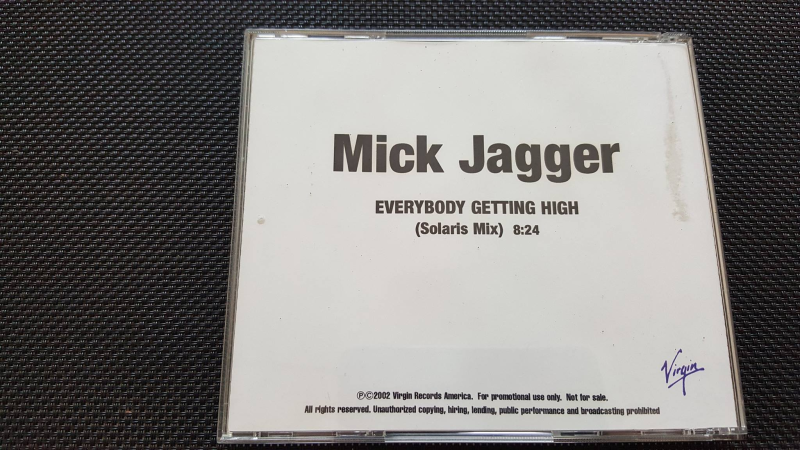 Mick Jagger
EVERYBODY GETTING HIGH
(Solaris Mix) 8:24
Virgin
℗©2002 Virgin Records America. For promotional use only. Not for sale.
All rights reserved. Unauthorized copying, hiring, lending, public performance and broadcasting prohibited